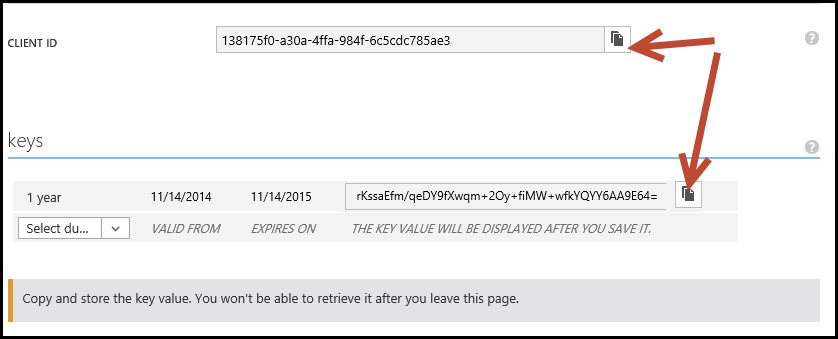 CLIENT ID 138175f0-a30a-4ffa-984f-6c5cdc785ae3 ?
keys ?
1 year 11/14/2014 11/14/2015 rKssaEfm/qeDY9fXwqm+2Oy+fiMW+wfkYQYY6AA9E64=
Select du... VALID FROM EXPIRES ON THE KEY VALUE WILL BE DISPLAYED AFTER YOU SAVE IT.
Copy and store the key value. You won't be able to retrieve it after you leave this page.